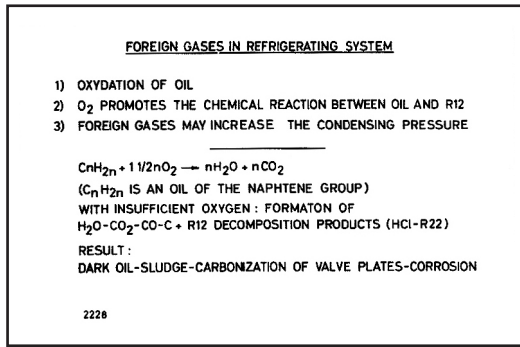 FOREIGN GASES IN REFRIGERATING SYSTEM
1) OXYDATION OF OIL
2) O₂ PROMOTES THE CHEMICAL REACTION BETWEEN OIL AND R12
3) FOREIGN GASES MAY INCREASE THE CONDENSING PRESSURE
CnH₂ₙ + 1 1/2nO₂ → nH₂O + nCO₂
(CₙH₂ₙ IS AN OIL OF THE NAPHTENE GROUP)
WITH INSUFFICIENT OXYGEN : FORMATON OF
H₂O-CO₂-CO-C + R12 DECOMPOSITION PRODUCTS (HCl-R22)
RESULT :
DARK OIL-SLUDGE-CARBONIZATION OF VALVE PLATES-CORROSION
2228